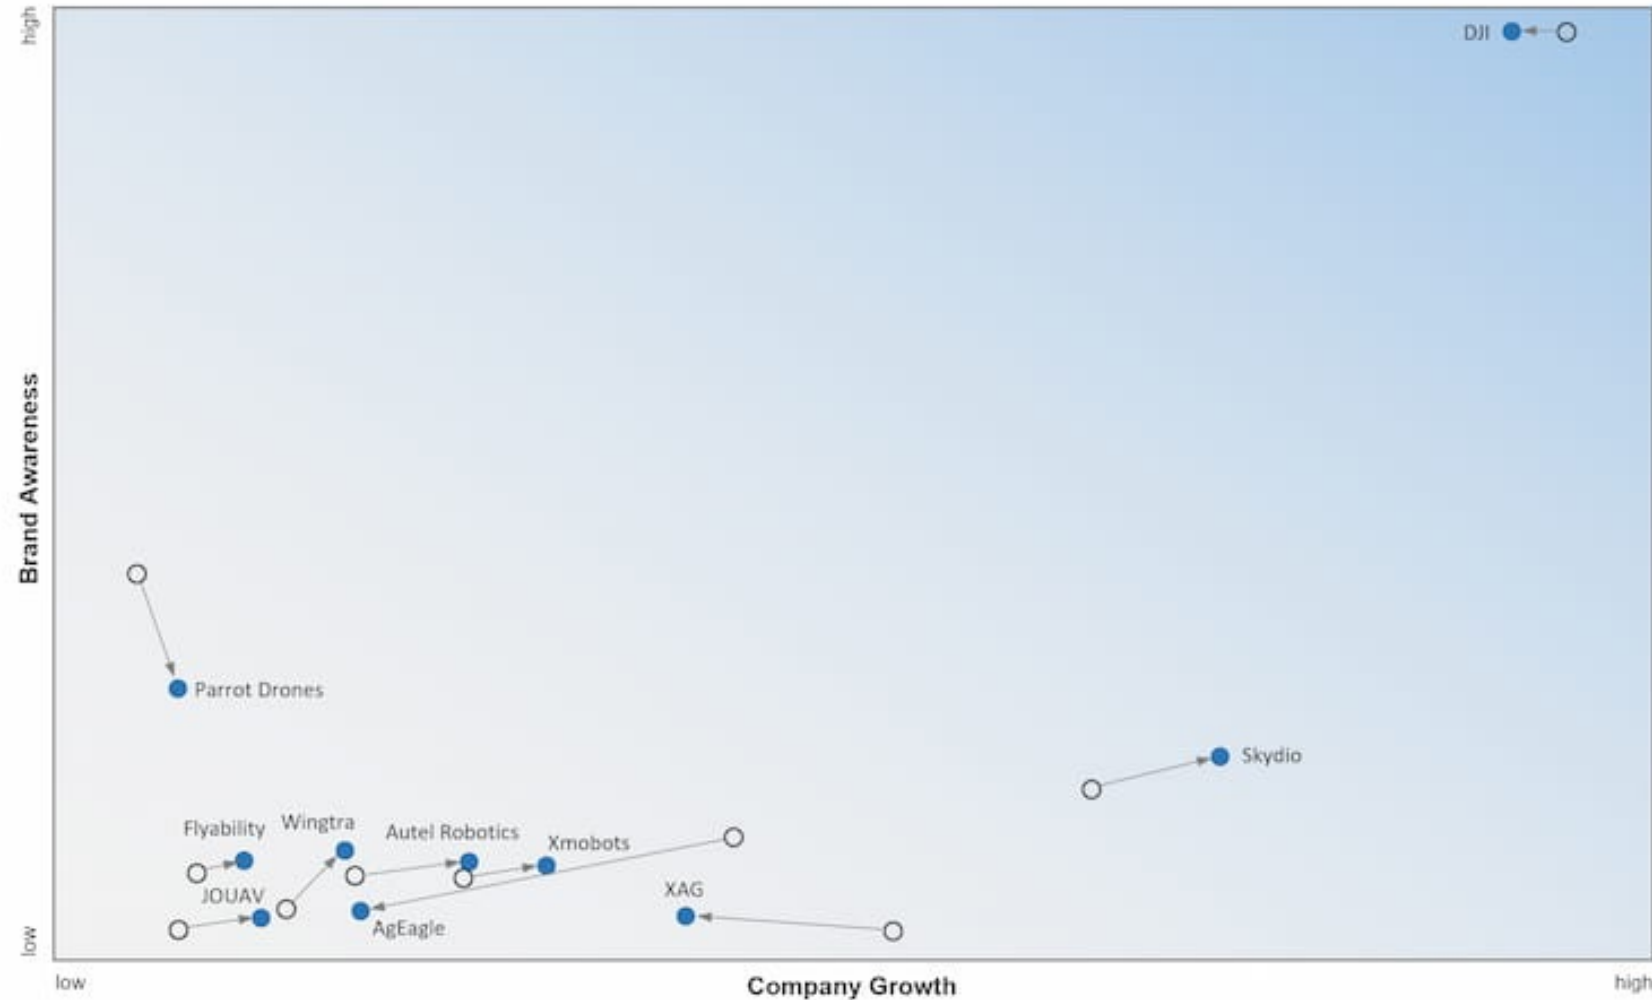 high
DJI
Brand Awareness
Parrot Drones
Skydio
Wingtra
Flyability
Autel Robotics
Xmobots
XAG
JOUAV
AgEagle
low
low
Company Growth
high